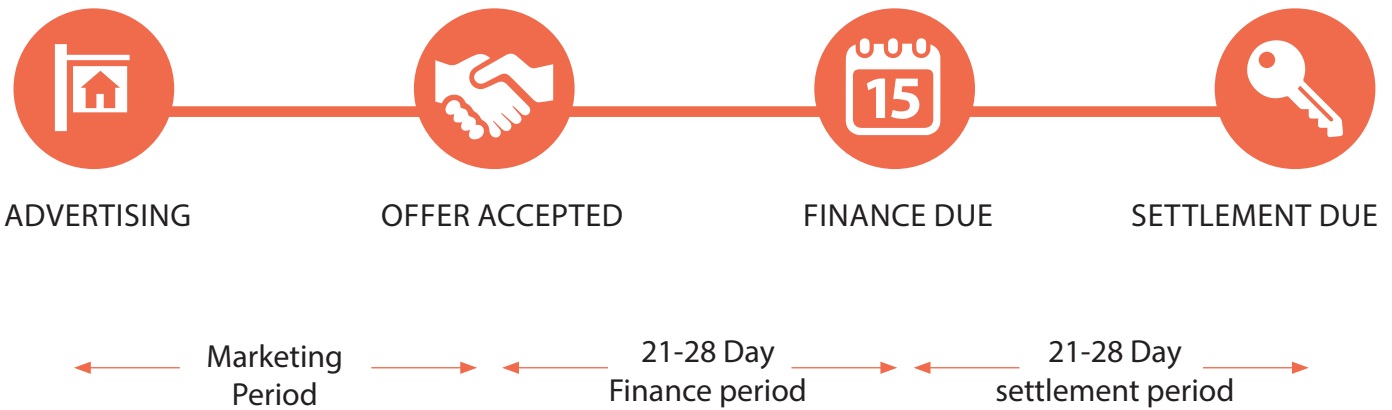 15
ADVERTISING
OFFER ACCEPTED
FINANCE DUE
SETTLEMENT DUE
Marketing
Period
21-28 Day
Finance period
21-28 Day
settlement period